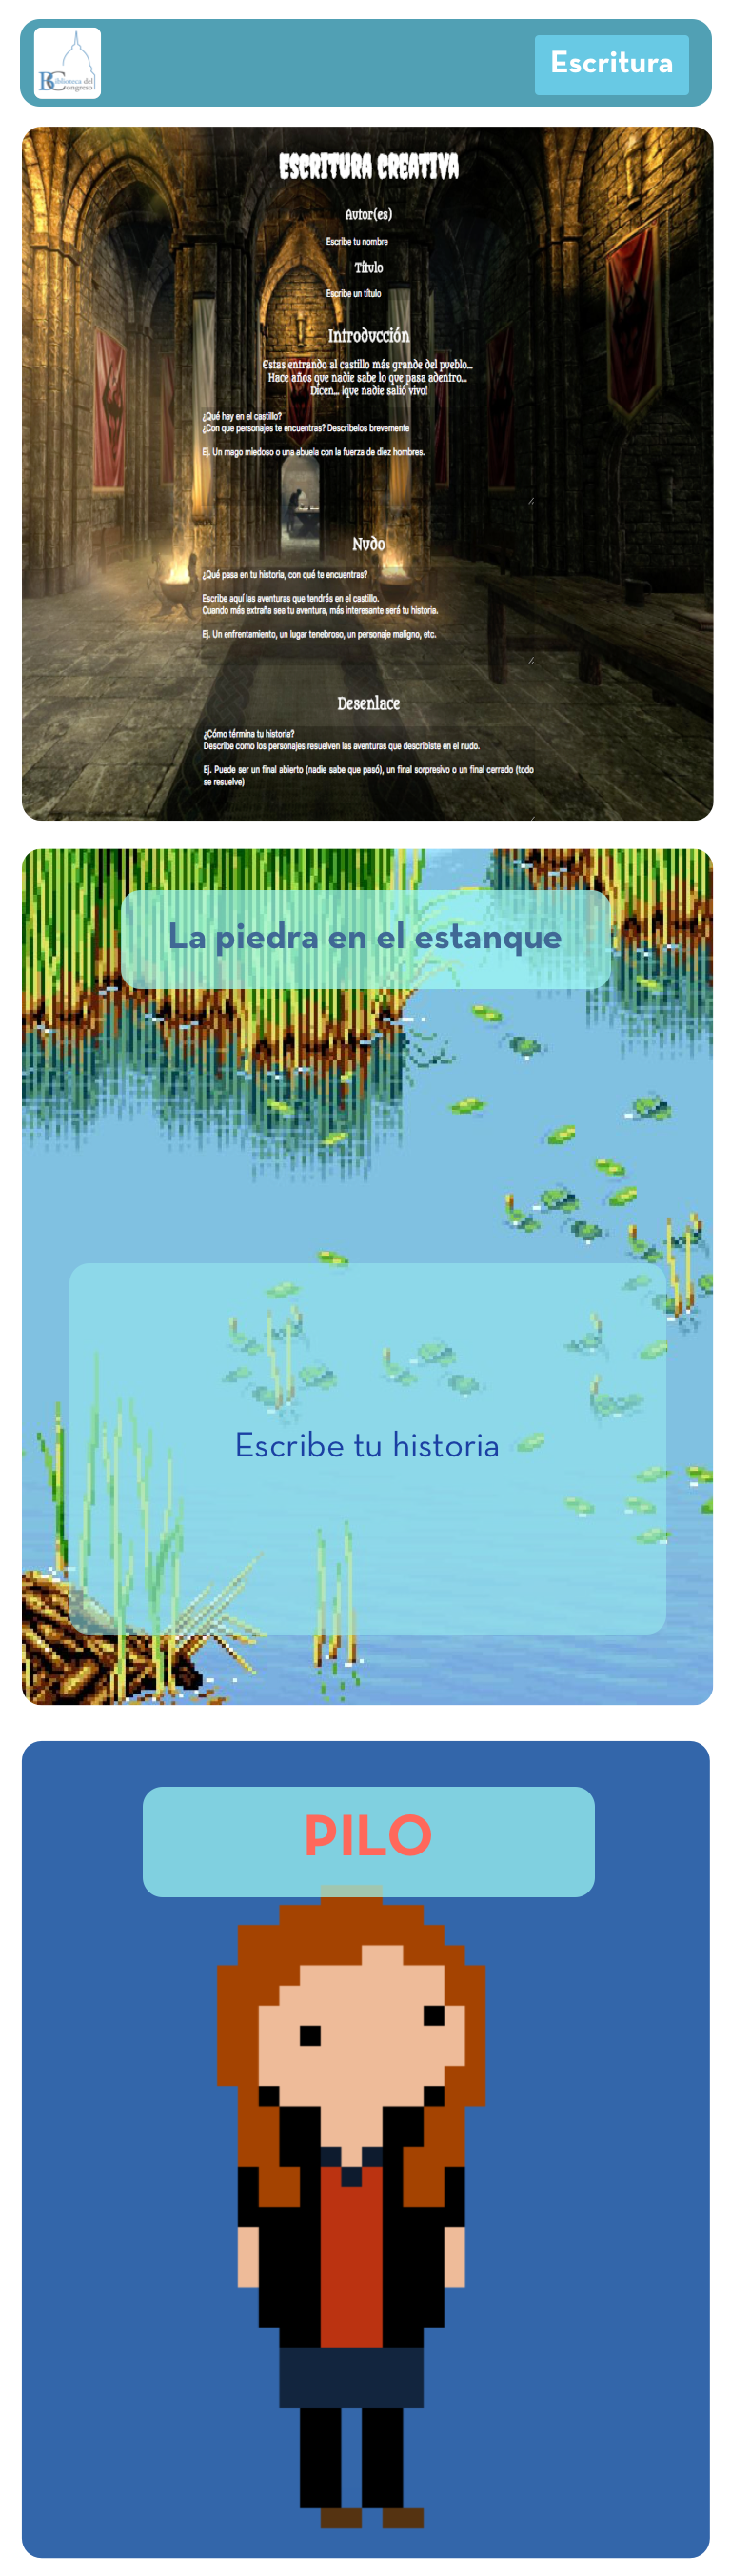 Biblioteca del
Congreso
Escritura
ESCRITURA CREATIVA
Autor(es)
Escribe tu nombre
Título
Escribe un título
Introducción
Estas entrando al castillo más grande del pueblo...
Hace años que nadie sabe lo que pasa adentro...
Dicen... ¡que nadie salió vivo!
¿Qué hay en el castillo?
¿Con que personajes te encuentras? Descríbelos brevemente
Ej. Un mago miedoso o una abuela con la fuerza de diez hombres.
Nudo
¿Qué pasa en tu historia, con qué te encuentras?
Escribe aquí las aventuras que tendrás en el castillo.
Cuando más extraña sea tu aventura, más interesante será tu historia.
Ej. Un enfrentamiento, un lugar tenebroso, un personaje maligno, etc.
Desenlace
¿Cómo término tu historia?
Describe como los personajes resuelven las aventuras que describiste en el nudo.
Ej. Puede ser un final abierto (nadie sabe que pasó), un final sorpresivo o un final cerrado (todo
se resuelve)
La piedra en el estanque
Escribe tu historia
PILO